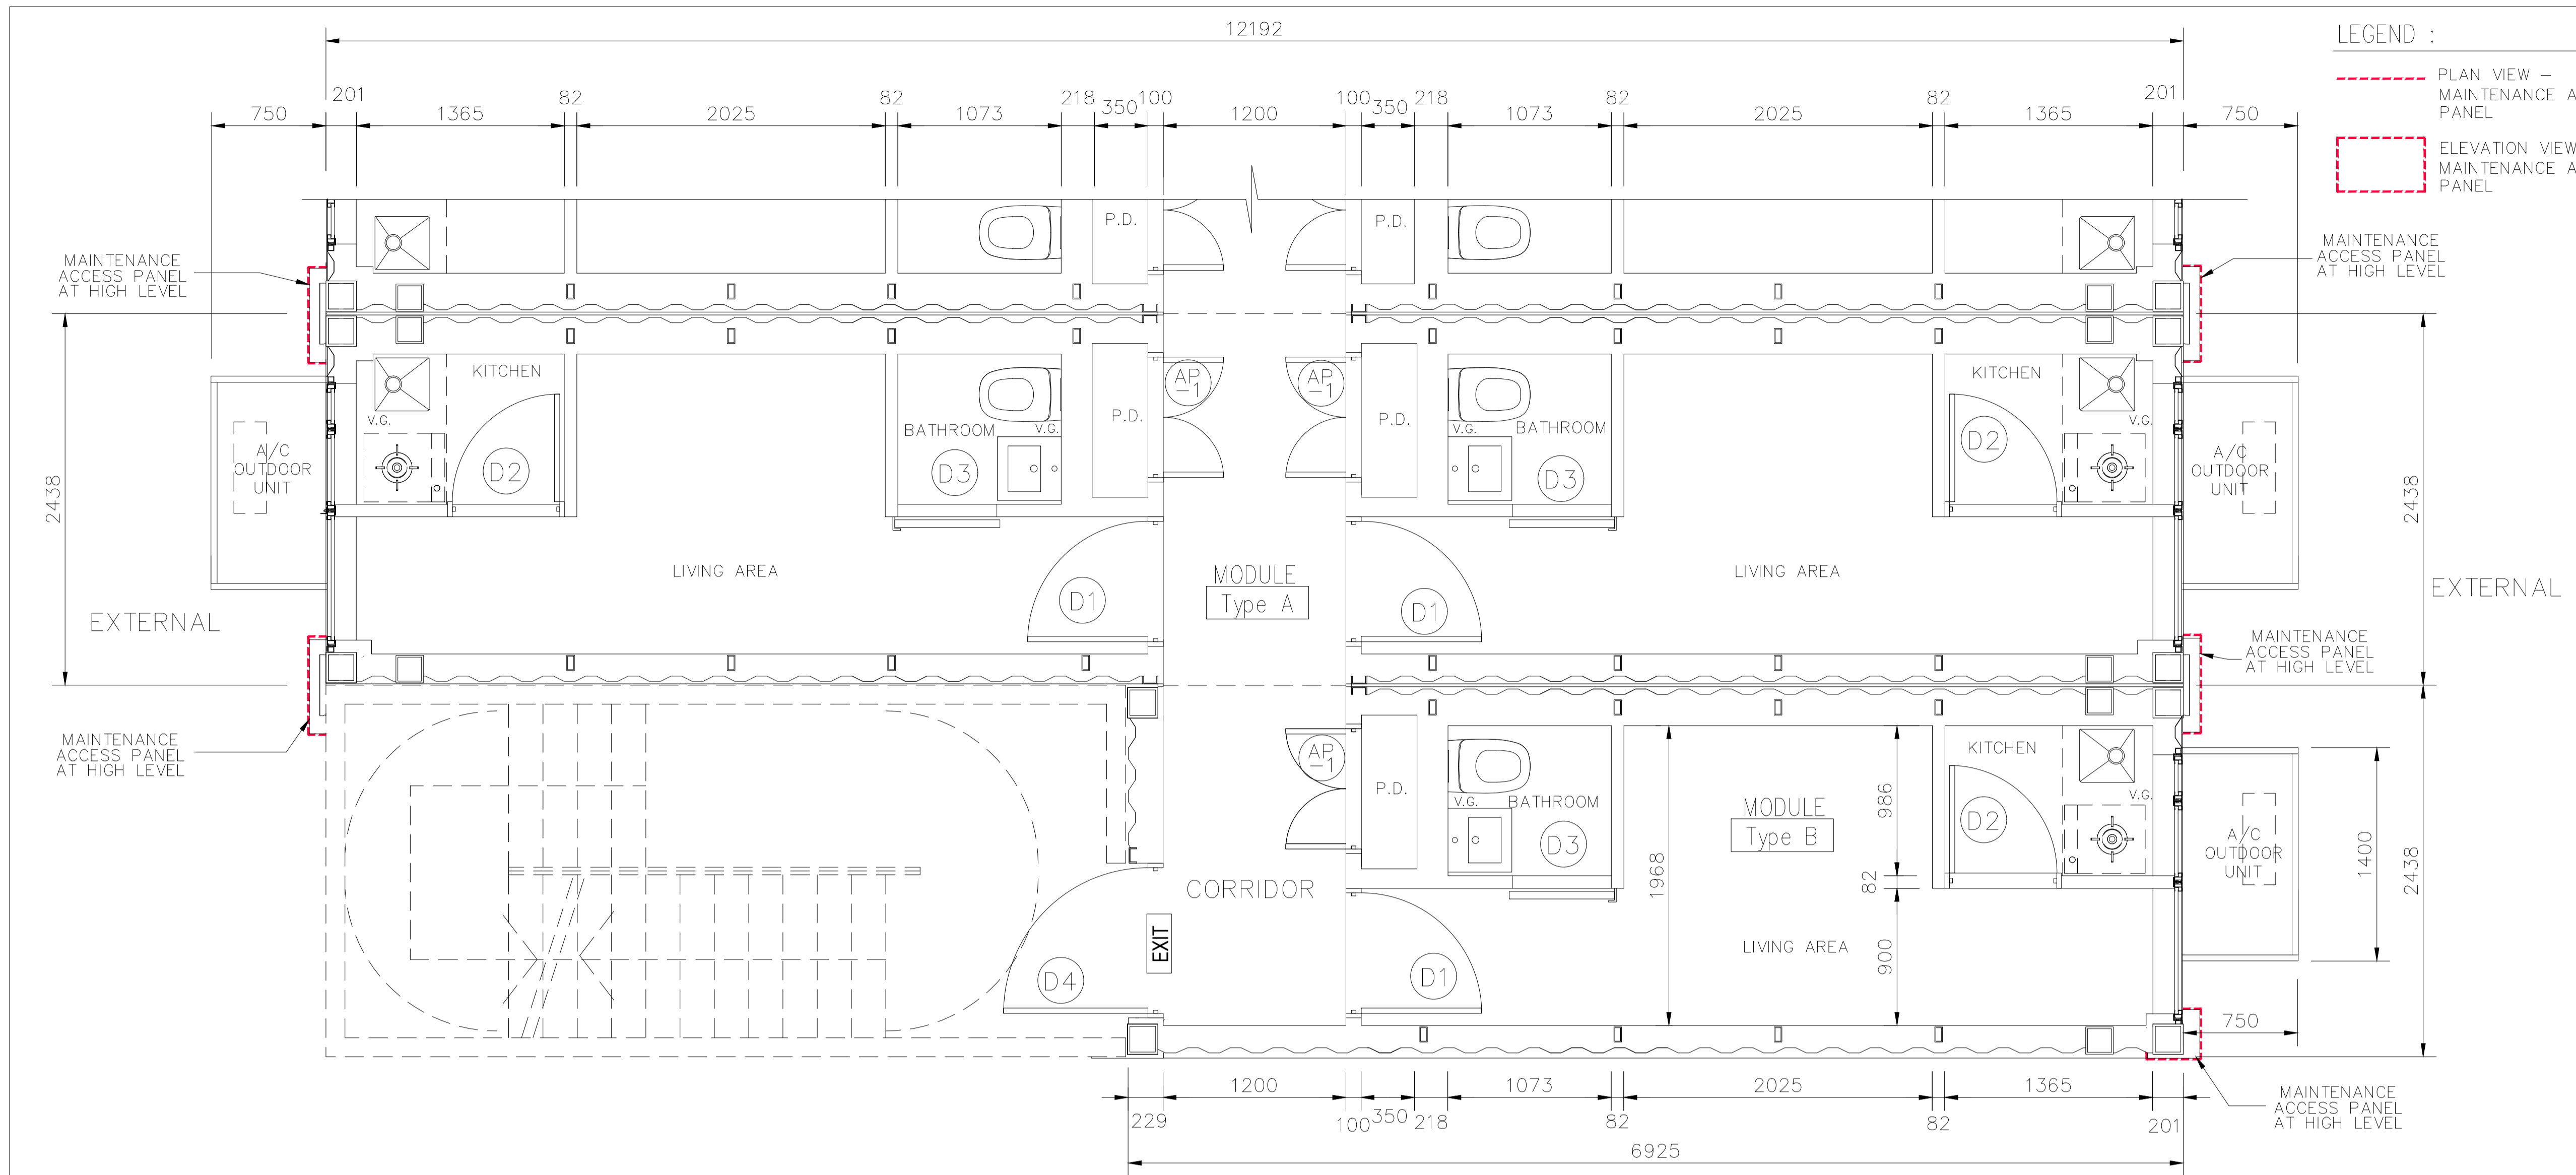 12192
LEGEND :
PLAN VIEW –
MAINTENANCE A
PANEL
ELEVATION VIEW
MAINTENANCE A
PANEL
201
82
82
218
350
100
100
350
218
82
82
201
750
1365
2025
1073
1200
1073
2025
1365
750
P.D.
P.D.
MAINTENANCE
ACCESS PANEL
AT HIGH LEVEL
MAINTENANCE
ACCESS PANEL
AT HIGH LEVEL
KITCHEN
V.G.
D2
BATHROOM
V.G.
D3
P.D.
AP
-1
AP
-1
P.D.
V.G.
BATHROOM
D3
KITCHEN
V.G.
D2
A/C
OUTDOOR
UNIT
A/C
OUTDOOR
UNIT
2438
2438
LIVING AREA
D1
MODULE
Type A
D1
LIVING AREA
EXTERNAL
EXTERNAL
MAINTENANCE
ACCESS PANEL
AT HIGH LEVEL
MAINTENANCE
ACCESS PANEL
AT HIGH LEVEL
AP
-1
P.D.
V.G.
BATHROOM
D3
MODULE
Type B
KITCHEN
V.G.
D2
A/C
OUTDOOR
UNIT
1968
986
82
900
1400
2438
CORRIDOR
EXIT
D4
D1
LIVING AREA
750
229
1200
100
350
218
1073
82
2025
82
1365
201
6925
MAINTENANCE
ACCESS PANEL
AT HIGH LEVEL